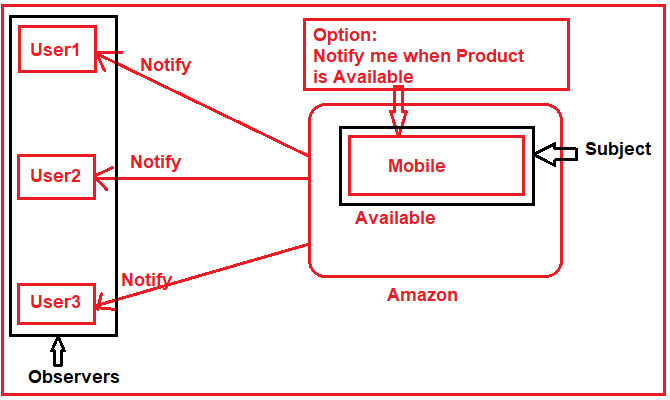 User1
Notify
Option:
Notify me when Product
is Available
Subject
Mobile
User2
Notify
Available
User3
Notify
Amazon
Observers